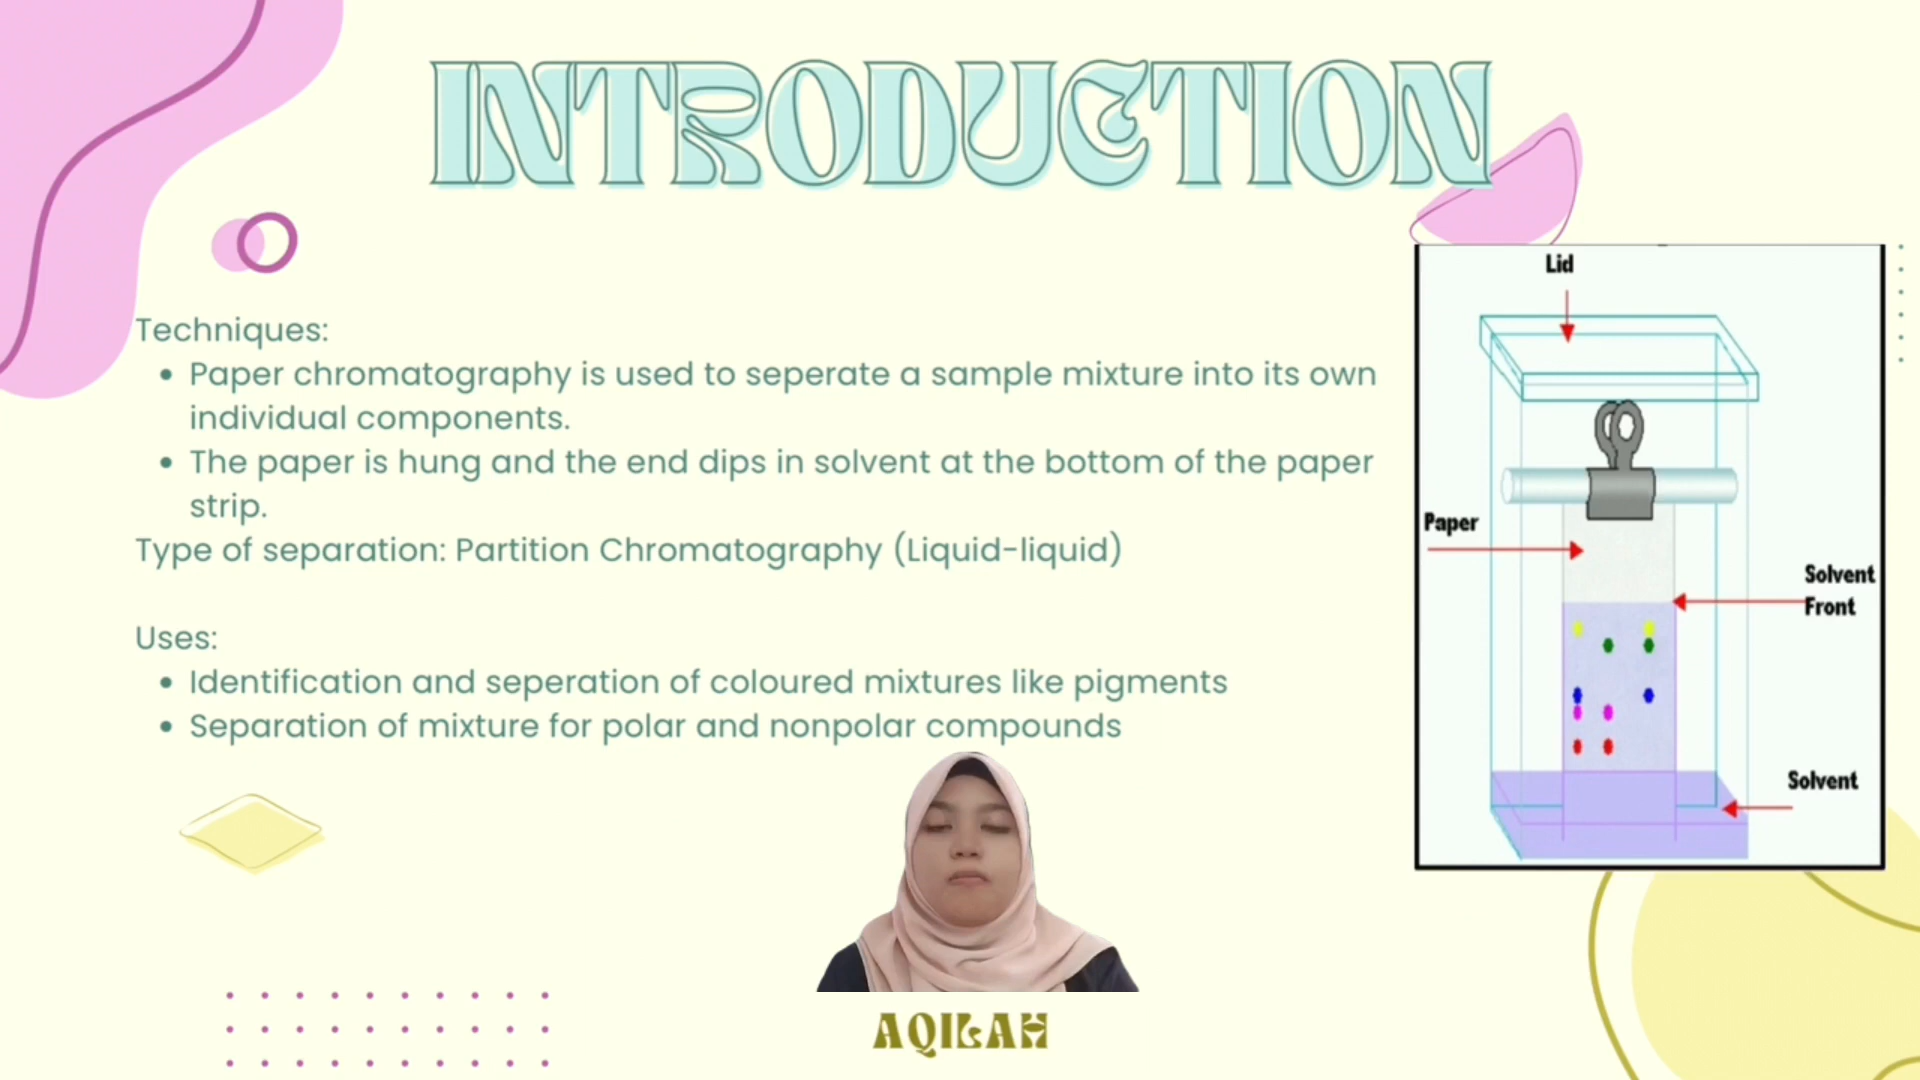 INTRODUCTION
Techniques:
• Paper chromatography is used to seperate a sample mixture into its own
individual components.
• The paper is hung and the end dips in solvent at the bottom of the paper
strip.
Type of separation: Partition Chromatography (Liquid-liquid)
Uses:
• Identification and seperation of coloured mixtures like pigments
• Separation of mixture for polar and nonpolar compounds
Lid
Paper
Solvent
Front
Solvent
AQILAH